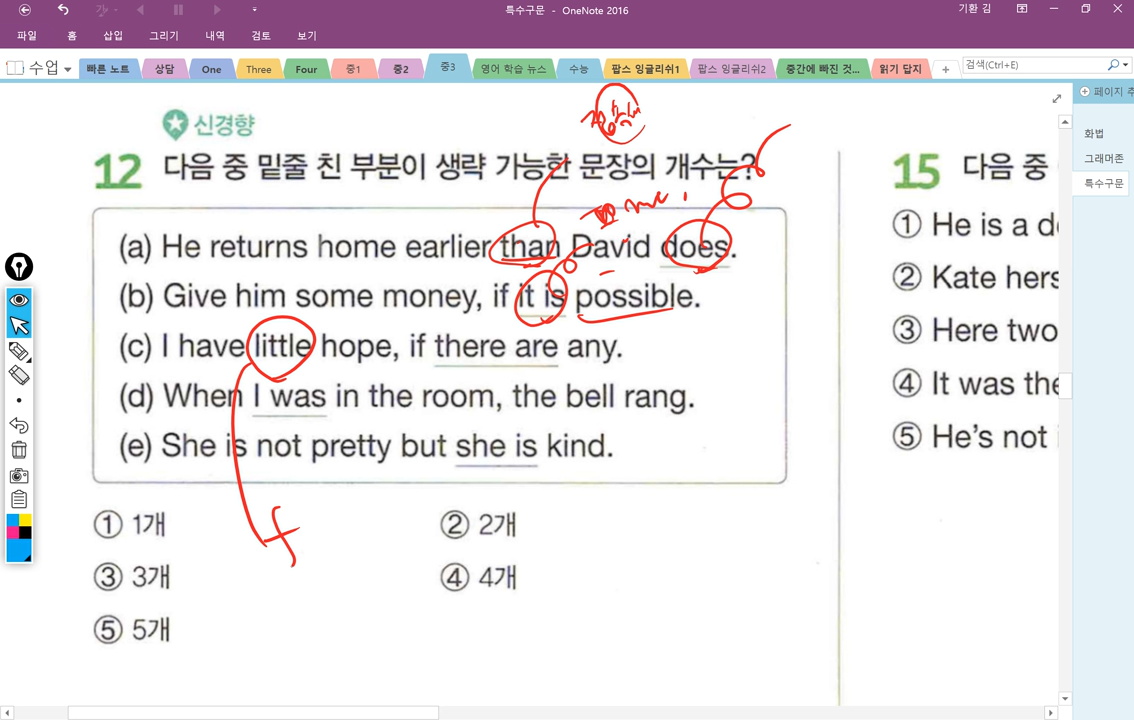 특수구문 - OneNote 2016
기환 김
파일 홈 삽입 그리기 내역 검토 보기
수업 빠른 노트 상담 One Three Four 중1 중2 중3 영어 학습 뉴스 수능 팝스 잉글리쉬1 팝스 잉글리쉬2 중간에 빠진 것... 읽기 답지 + 검색(Ctrl+E)
페이지 추
화법
그래머존
특수구문
신경향
12 다음 중 밑줄 친 부분이 생략 가능한 문장의 개수는?
(a) He returns home earlier than David does.
(b) Give him some money, if it is possible.
(c) I have little hope, if there are any.
(d) When I was in the room, the bell rang.
(e) She is not pretty but she is kind.
① 1개
② 2개
③ 3개
④ 4개
⑤ 5개
15 다음 중
① He is a
② Kate hers
③ Here two
④ It was the
⑤ He's not